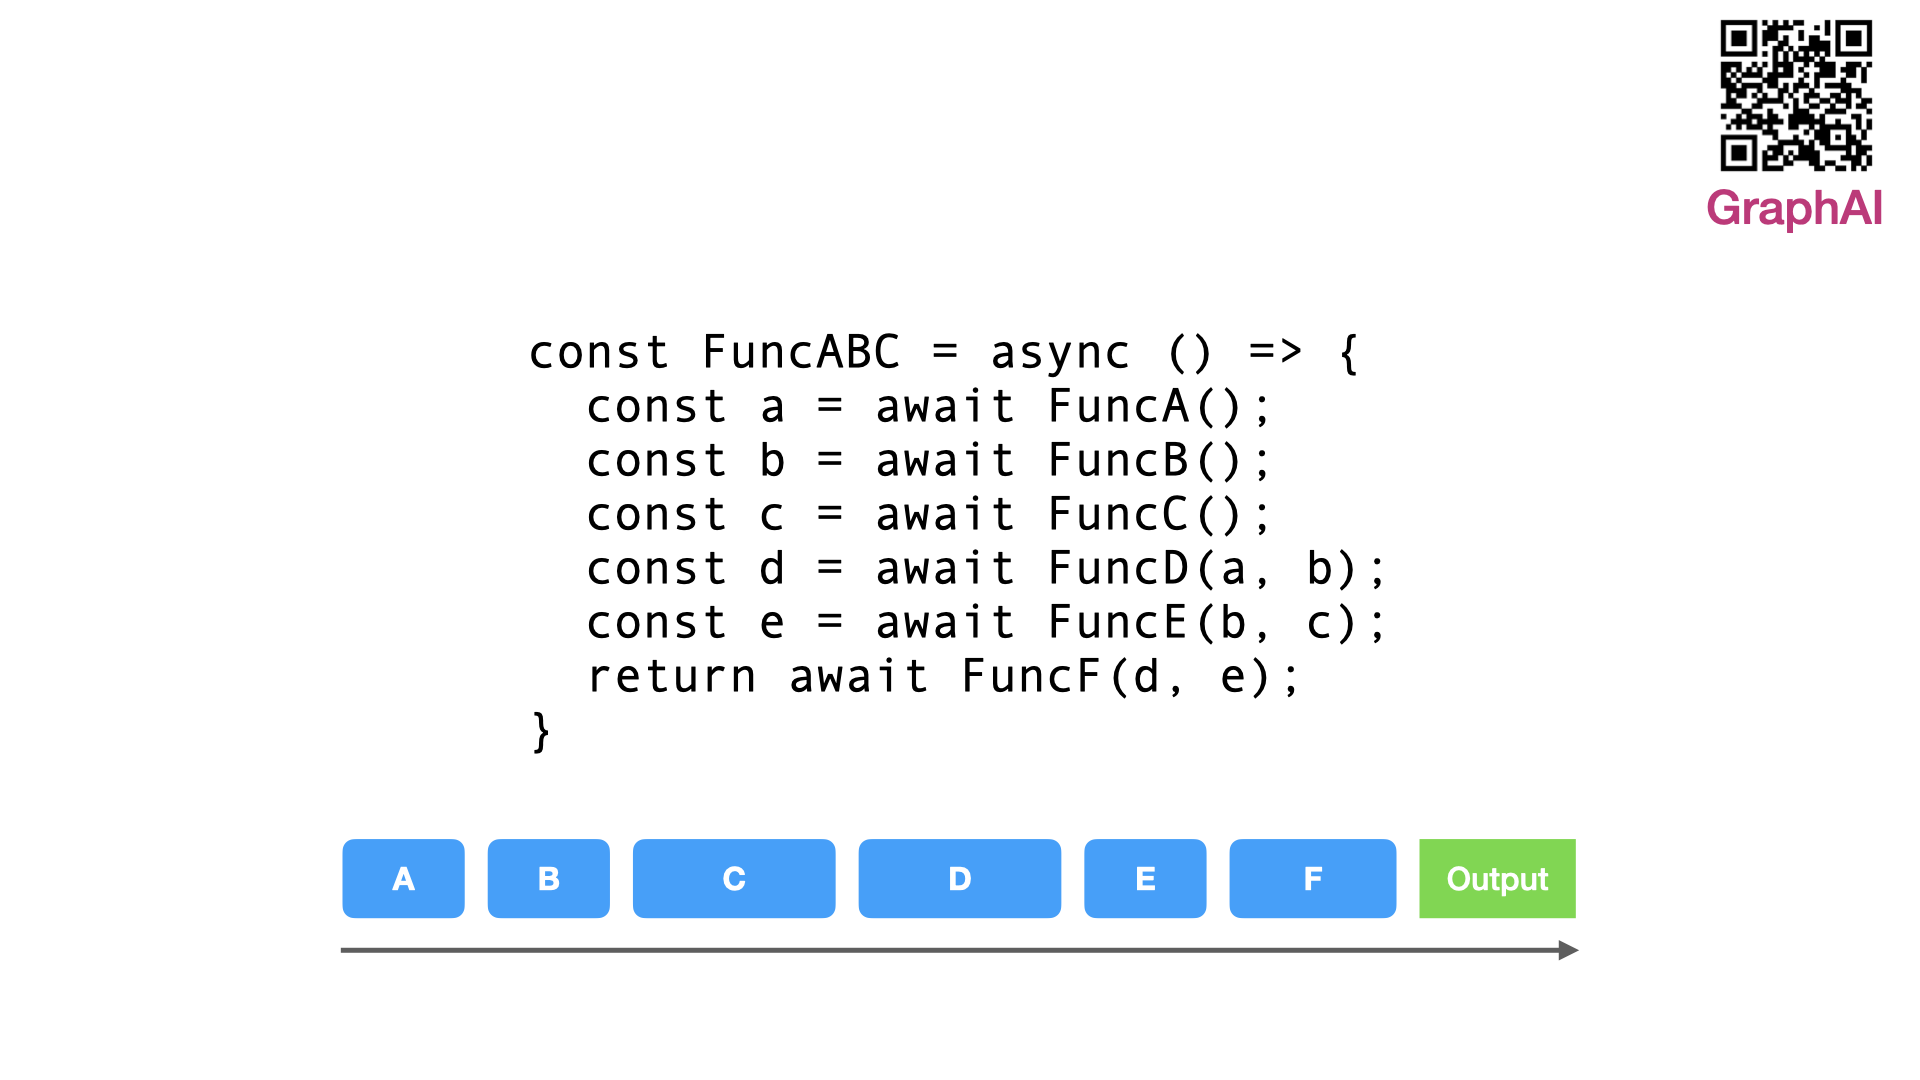 GraphAI
const FuncABC = async () => {
  const a = await FuncA();
  const b = await FuncB();
  const c = await FuncC();
  const d = await FuncD(a, b);
  const e = await FuncE(b, c);
  return await FuncF(d, e);
}
A B C D E F Output